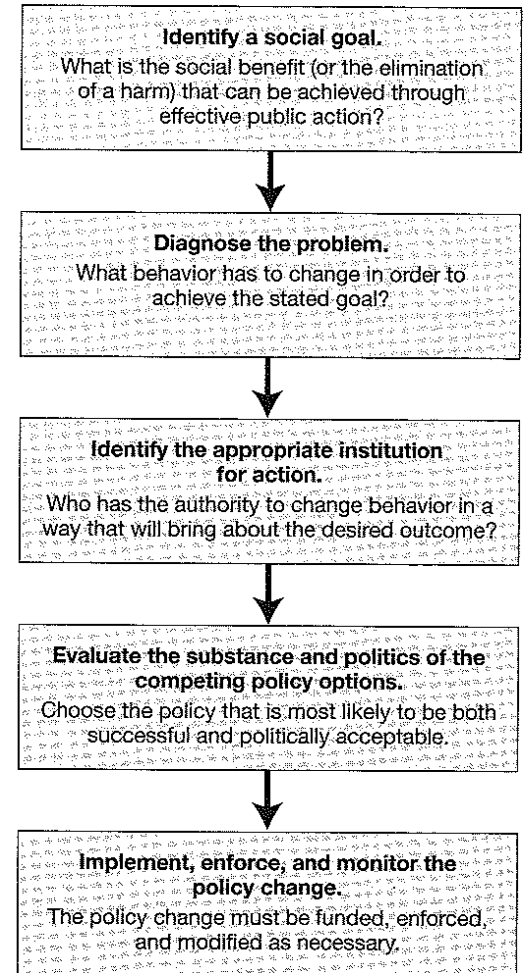 Identify a social goal.
What is the social benefit (or the elimination
of a harm) that can be achieved through
effective public action?
Diagnose the problem.
What behavior has to change in order to
achieve the stated goal?
Identify the appropriate institution
for action.
Who has the authority to change behavior in a
way that will bring about the desired outcome?
Evaluate the substance and politics of the
competing policy options.
Choose the policy that is most likely to be both
successful and politically acceptable.
Implement, enforce, and monitor the
policy change.
The policy change must be funded, enforced,
and modified as necessary.